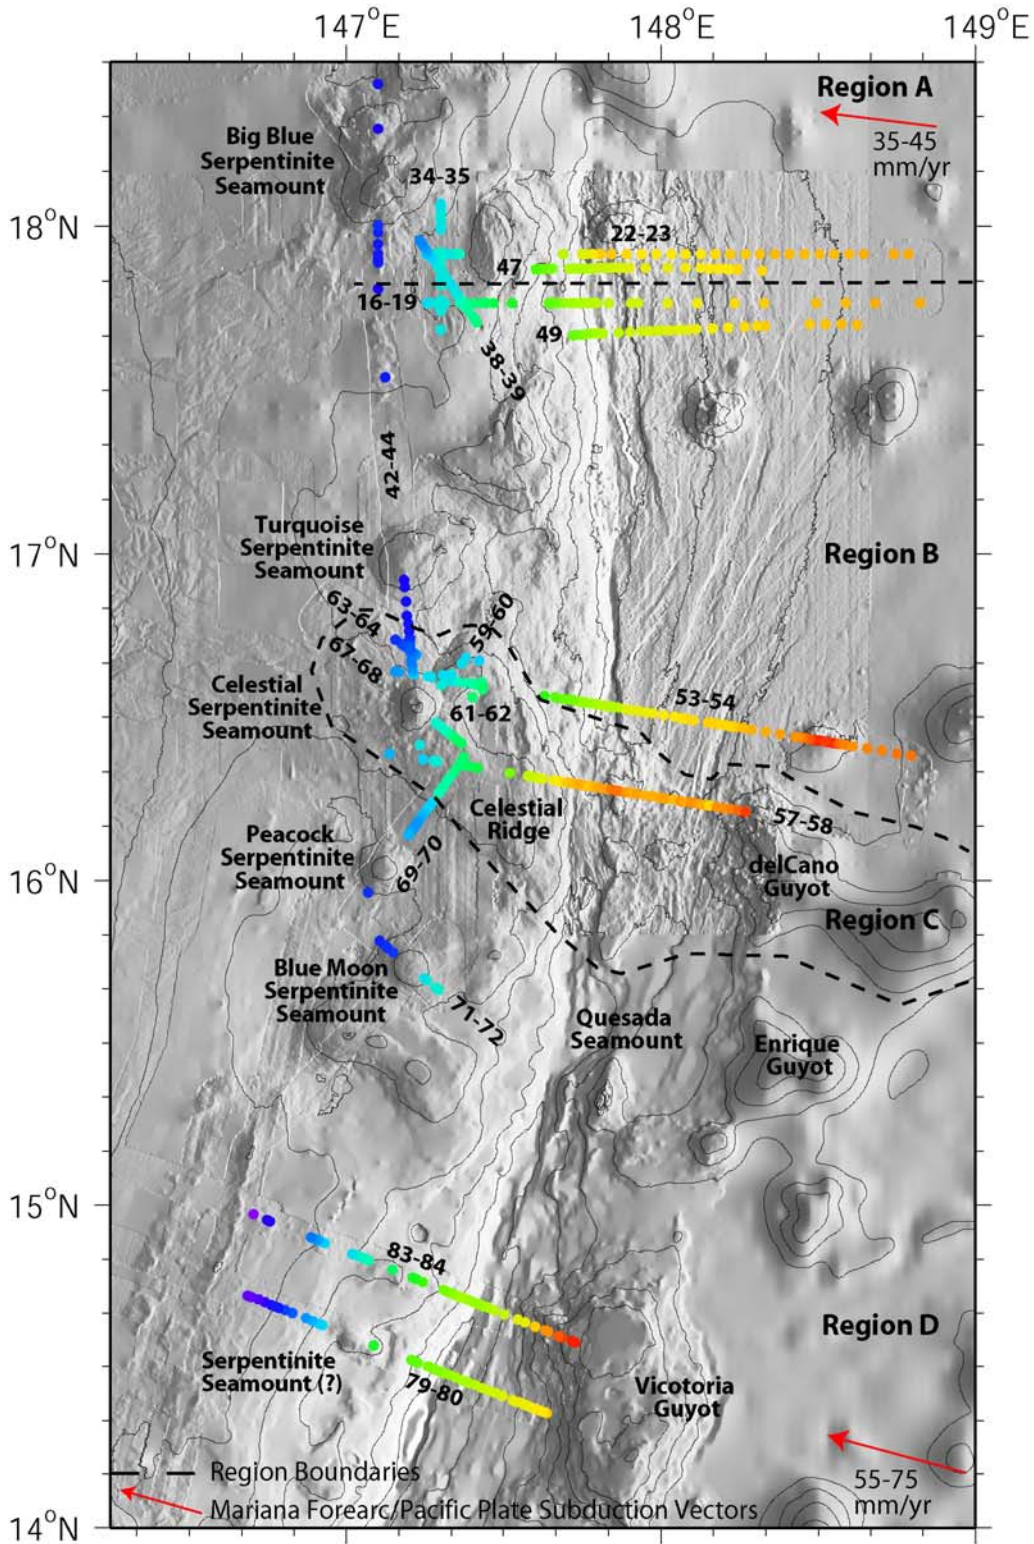 147°E
148°E
149°E
Region A
35-45
mm/yr
Big Blue
Serpentinite
Seamount
34-35
18°N
22-23
47
16-19
49
38-39
42-44
Turquoise
Serpentinite
Seamount
17°N
Region B
63-64
59-60
67-68
Celestial
Serpentinite
Seamount
53-54
61-62
Celestial
Ridge
57-58
Peacock
Serpentinite
Seamount
69-70
delCano
Guyot
16°N
Region C
Blue Moon
Serpentinite
Seamount
71-72
Quesada
Seamount
Enrique
Guyot
15°N
83-84
Region D
Serpentinite
Seamount (?)
79-80
Vicotoria
Guyot
Region Boundaries
55-75
mm/yr
Mariana Forearc/Pacific Plate Subduction Vectors
14°N